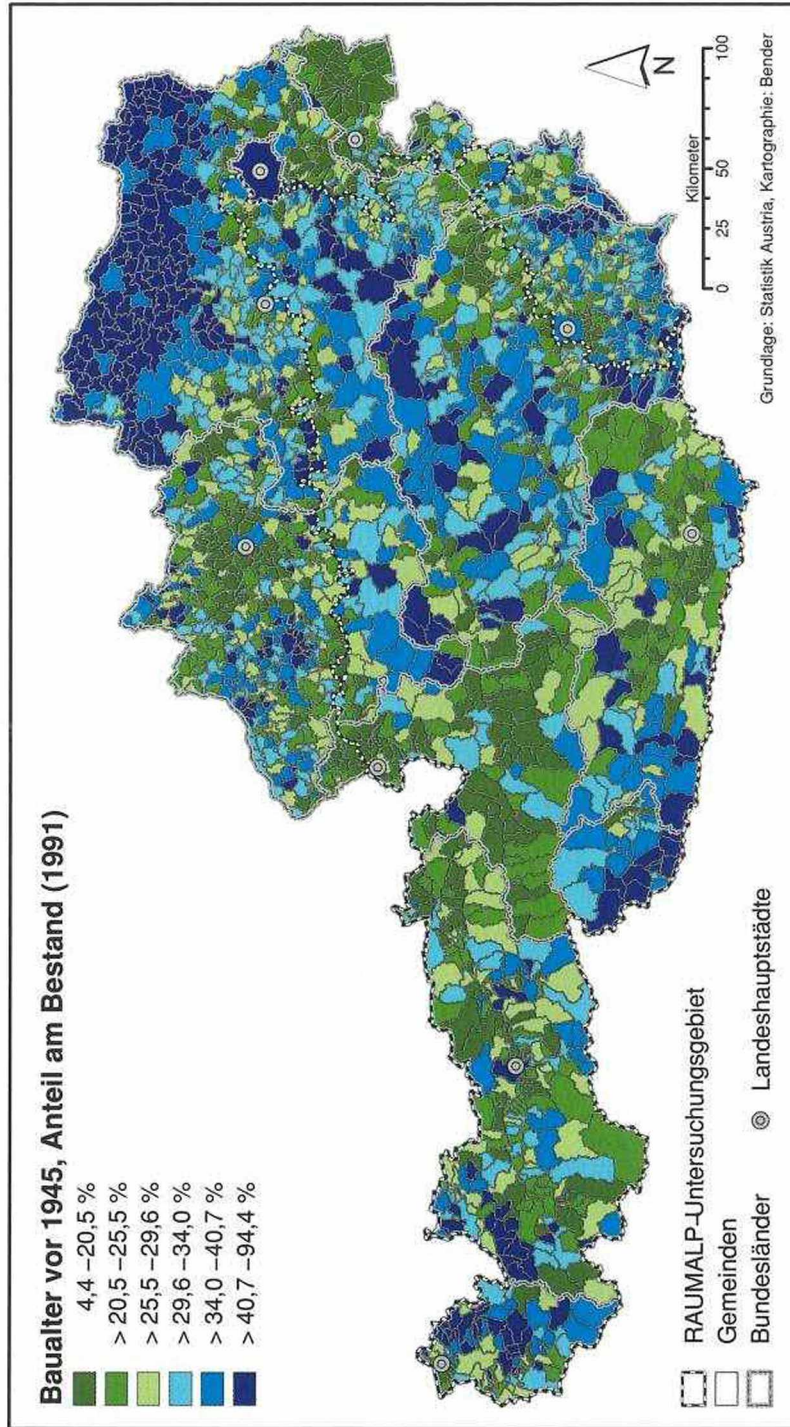 Baualter vor 1945, Anteil am Bestand (1991)
4,4 –20,5 %
> 20,5 –25,5 %
> 25,5 –29,6 %
> 29,6 –34,0 %
> 34,0 –40,7 %
> 40,7 –94,4 %
RAUMALP-Untersuchungsgebiet
Gemeinden
Bundesländer
Landeshauptstädte
N
Kilometer
0 25 50 100
Grundlage: Statistik Austria, Kartographie: Bender